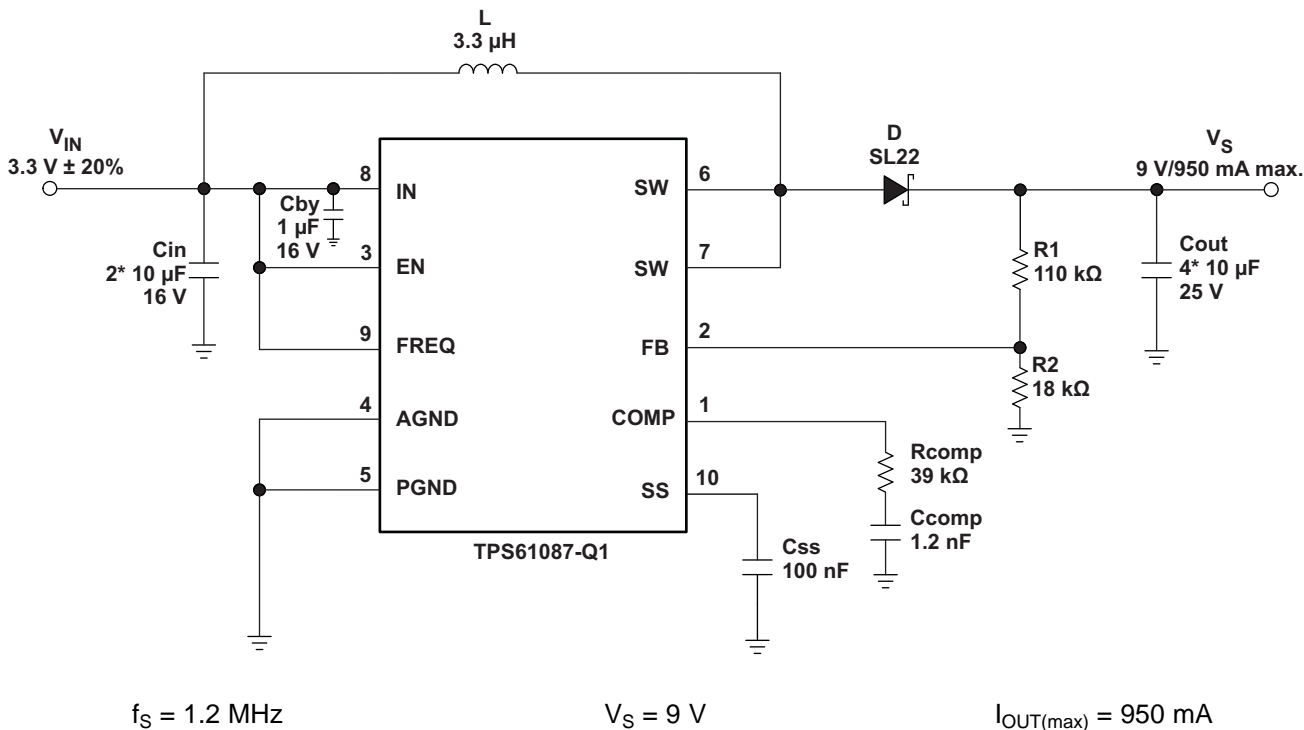 L
3.3 µH
V_IN
3.3 V ± 20%
D
SL22
V_S
9 V/950 mA max.
8
IN
SW
6
Cby
1 µF
16 V
Cin
2* 10 µF
16 V
3
EN
SW
7
R1
110 kΩ
Cout
4* 10 µF
25 V
9
FREQ
FB
2
R2
18 kΩ
4
AGND
COMP
1
Rcomp
39 kΩ
5
PGND
SS
10
Ccomp
1.2 nF
TPS61087-Q1
Css
100 nF
f_S = 1.2 MHz
V_S = 9 V
I_OUT(max) = 950 mA